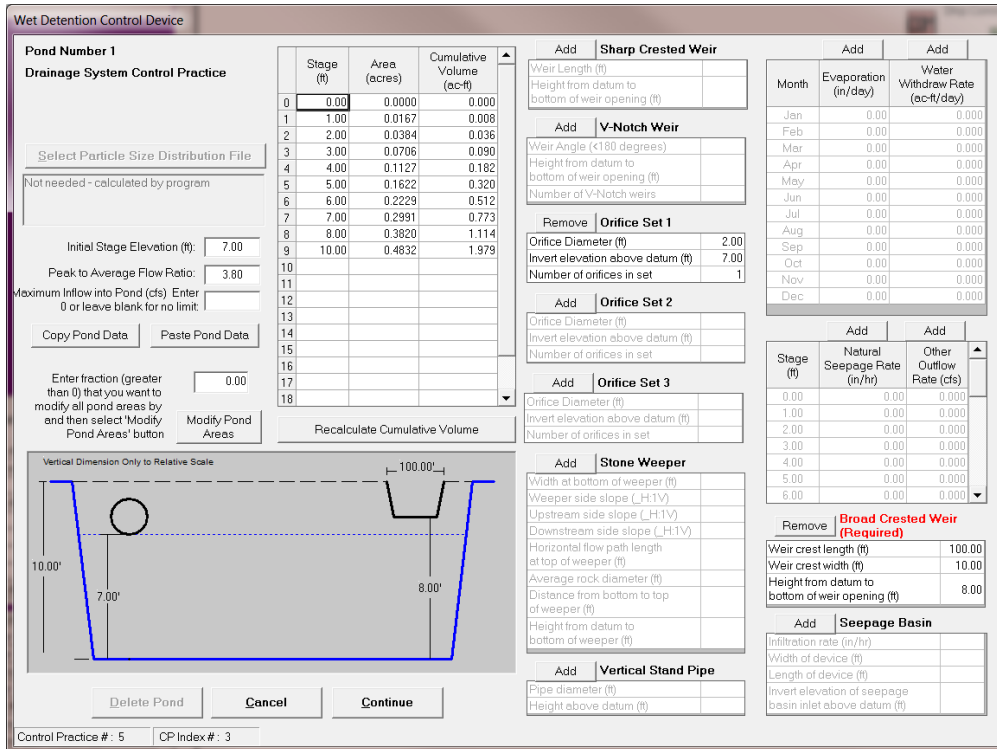 Wet Detention Control Device
Pond Number 1
Drainage System Control Practice
Select Particle Size Distribution File
Not needed - calculated by program
Initial Stage Elevation (ft): 7.00
Peak to Average Flow Ratio: 3.80
Maximum Inflow into Pond (cfs) Enter
0 or leave blank for no limit:
Copy Pond Data Paste Pond Data
Enter fraction (greater 0.00
than 0) that you want to
modify all pond areas by
and then select 'Modify
Pond Areas' button
Modify Pond
Areas
Stage
(ft)
Area
(acres)
Cumulative
Volume
(ac-ft)
0 0.00 0.0000 0.000
1 1.00 0.0167 0.008
2 2.00 0.0384 0.036
3 3.00 0.0706 0.090
4 4.00 0.1127 0.182
5 5.00 0.1622 0.320
6 6.00 0.2229 0.512
7 7.00 0.2991 0.773
8 8.00 0.3820 1.114
9 10.00 0.4832 1.979
10
11
12
13
14
15
16
17
18
Recalculate Cumulative Volume
Vertical Dimension Only to Relative Scale
100.00'
10.00'
7.00'
8.00'
Delete Pond Cancel Continue
Control Practice # : 5 CP Index # : 3
Add Sharp Crested Weir
Weir Length (ft)
Height from datum to
bottom of weir opening (ft)
Add V-Notch Weir
Weir Angle (<180 degrees)
Height from datum to
bottom of weir opening (ft)
Number of V-Notch weirs
Remove Orifice Set 1
Orifice Diameter (ft) 2.00
Invert elevation above datum (ft) 7.00
Number of orifices in set 1
Add Orifice Set 2
Orifice Diameter (ft)
Invert elevation above datum (ft)
Number of orifices in set
Add Orifice Set 3
Orifice Diameter (ft)
Invert elevation above datum (ft)
Number of orifices in set
Add Stone Weeper
Width at bottom of weeper (ft)
Weeper side slope (_H:1V)
Upstream side slope (_H:1V)
Downstream side slope (_H:1V)
Horizontal flow path length
at top of weeper (ft)
Average rock diameter (ft)
Distance from bottom to top
of weeper (ft)
Height from datum to
bottom of weeper (ft)
Add Vertical Stand Pipe
Pipe diameter (ft)
Height above datum (ft)
Add Add
Month
Evaporation
(in/day)
Water
Withdraw Rate
(ac-ft/day)
Jan 0.00 0.000
Feb 0.00 0.000
Mar 0.00 0.000
Apr 0.00 0.000
May 0.00 0.000
Jun 0.00 0.000
Jul 0.00 0.000
Aug 0.00 0.000
Sep 0.00 0.000
Oct 0.00 0.000
Nov 0.00 0.000
Dec 0.00 0.000
Add Add
Stage
(ft)
Natural
Seepage Rate
(in/hr)
Other
Outflow
Rate (cfs)
0.00 0.00 0.000
1.00 0.00 0.000
2.00 0.00 0.000
3.00 0.00 0.000
4.00 0.00 0.000
5.00 0.00 0.000
6.00 0.00 0.000
Remove Broad Crested Weir
(Required)
Weir crest length (ft) 100.00
Weir crest width (ft) 10.00
Height from datum to
bottom of weir opening (ft) 8.00
Add Seepage Basin
Infiltration rate (in/hr)
Width of device (ft)
Length of device (ft)
Invert elevation of seepage
basin inlet above datum (ft)